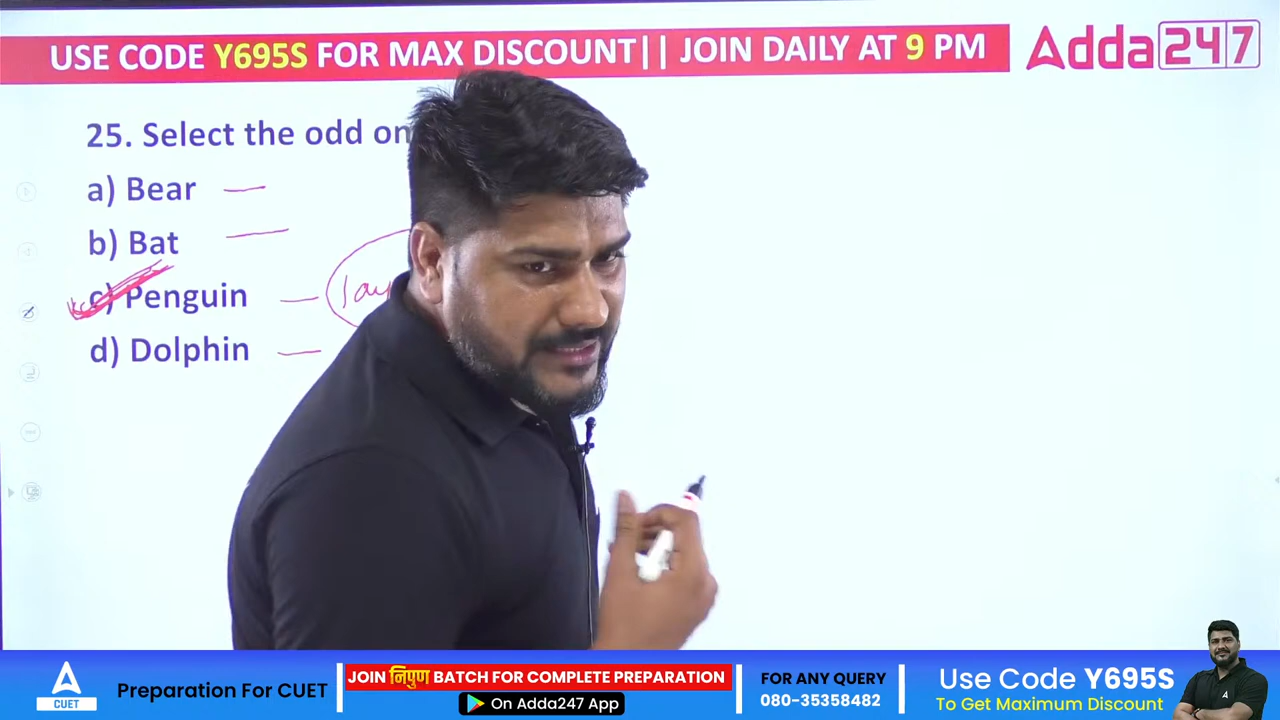 USE CODE Y695S FOR MAX DISCOUNT|| JOIN DAILY AT 9 PM
Adda247
25. Select the odd
a) Bear
b) Bat
c) Penguin
d) Dolphin
CUET
Preparation For CUET
JOIN निपुण BATCH FOR COMPLETE PREPARATION
On Adda247 App
FOR ANY QUERY
080-35358482
Use Code Y695S
To Get Maximum Discount